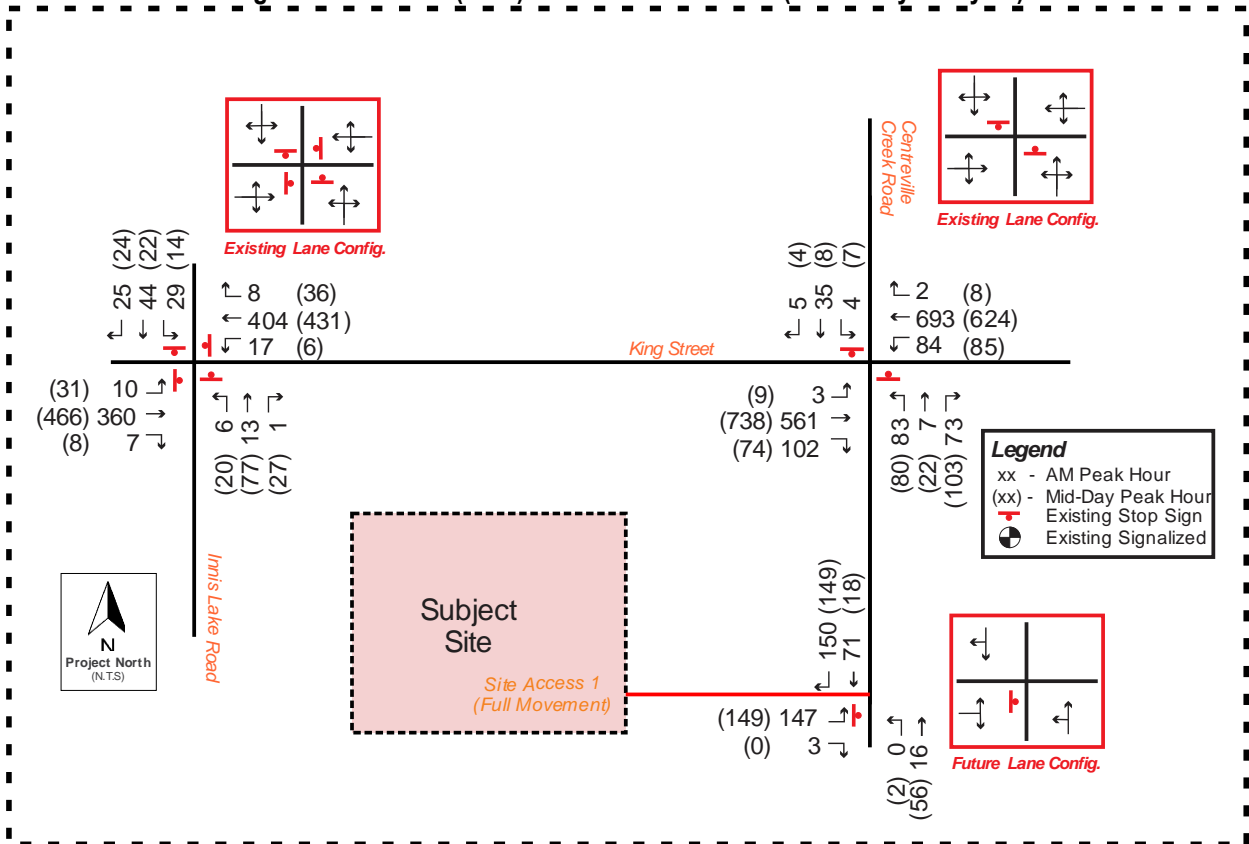 Existing Lane Config.
Existing Lane Config.
Centreville
Creek Road
25 (24)
44 (22)
29 (14)
8 (36)
404 (431)
17 (6)
(31) 10
(466) 360
(8) 7
(20) 6
(77) 13
(27) 1
King Street
5 (4)
35 (8)
4 (7)
2 (8)
693 (624)
84 (85)
(9) 3
(738) 561
(74) 102
(80) 83
(22) 7
(103) 73
Legend
xx - AM Peak Hour
(xx) - Mid-Day Peak Hour
Existing Stop Sign
Existing Signalized
Innis Lake Road
N
Project North
(N.T.S)
Subject
Site
Site Access 1
(Full Movement)
150 (149)
71 (18)
(149) 147
(0) 3
(2) 0
(56) 16
Future Lane Config.